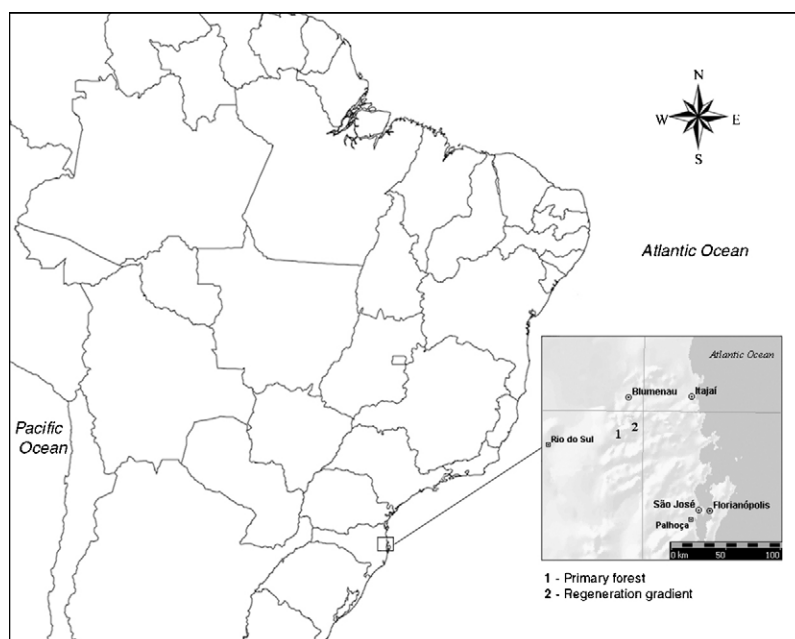 N
W E
S
Atlantic Ocean
Pacific
Ocean
Atlantic Ocean
Blumenau
Itajaí
1
2
Rio do Sul
São José
Florianópolis
Palhoça
0 km 50 100
1 - Primary forest
2 - Regeneration gradient